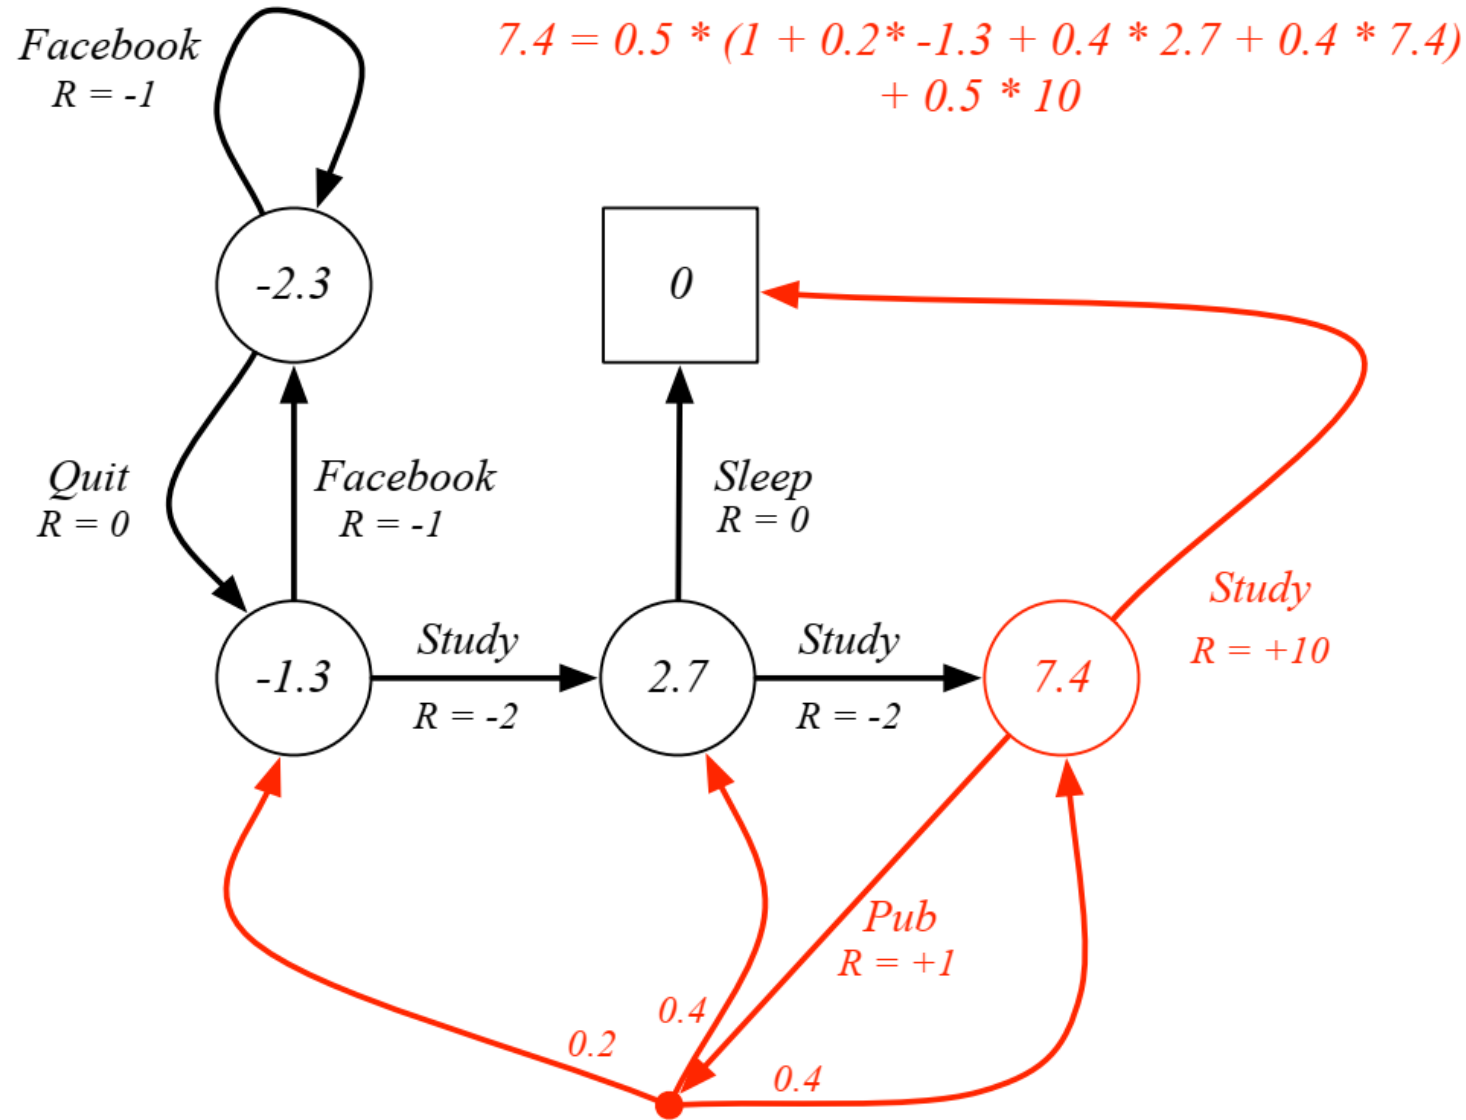 Facebook
R = -1
7.4 = 0.5 * (1 + 0.2* -1.3 + 0.4 * 2.7 + 0.4 * 7.4)
+ 0.5 * 10
-2.3
0
Quit
R = 0
Facebook
R = -1
Sleep
R = 0
-1.3
Study
R = -2
2.7
Study
R = -2
7.4
Study
R = +10
Pub
R = +1
0.2
0.4
0.4